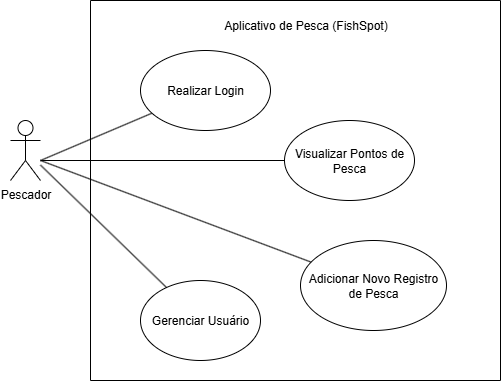 Aplicativo de Pesca (FishSpot)
Realizar Login
Visualizar Pontos de
Pesca
Pescador
Adicionar Novo Registro
de Pesca
Gerenciar Usuário